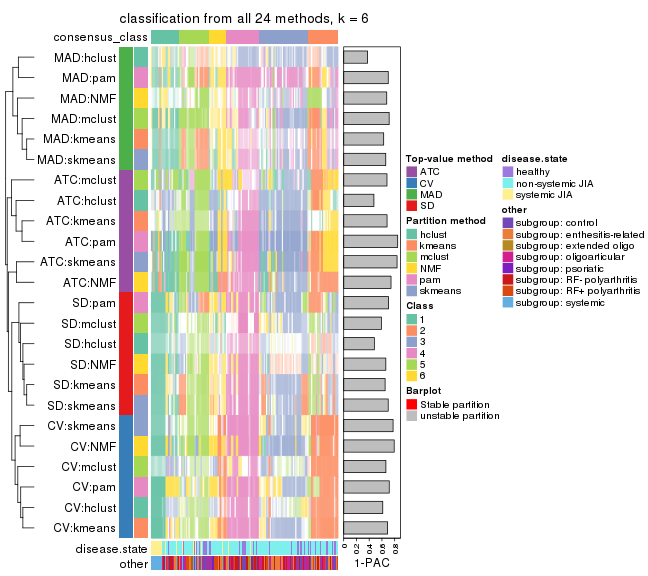 classification from all 24 methods, k = 6
consensus_class
MAD:hclust
MAD:pam
MAD:NMF
MAD:mclust
MAD:kmeans
MAD:skmeans
ATC:mclust
ATC:hclust
ATC:kmeans
ATC:pam
ATC:skmeans
ATC:NMF
SD:pam
SD:mclust
SD:hclust
SD:NMF
SD:kmeans
SD:skmeans
CV:skmeans
CV:NMF
CV:mclust
CV:pam
CV:hclust
CV:kmeans
disease.state
other
0 0.2 0.4 0.6 0.8
1-PAC
Top-value method
ATC
CV
MAD
SD
Partition method
hclust
kmeans
mclust
NMF
pam
skmeans
Class
1
2
3
4
5
6
Barplot
Stable partition
unstable partition
disease.state
healthy
non-systemic JIA
systemic JIA
other
subgroup: control
subgroup: enthesitis-related
subgroup: extended oligo
subgroup: oligoarticular
subgroup: psoriatic
subgroup: RF- polyarthritis
subgroup: RF+ polyarthritis
subgroup: systemic